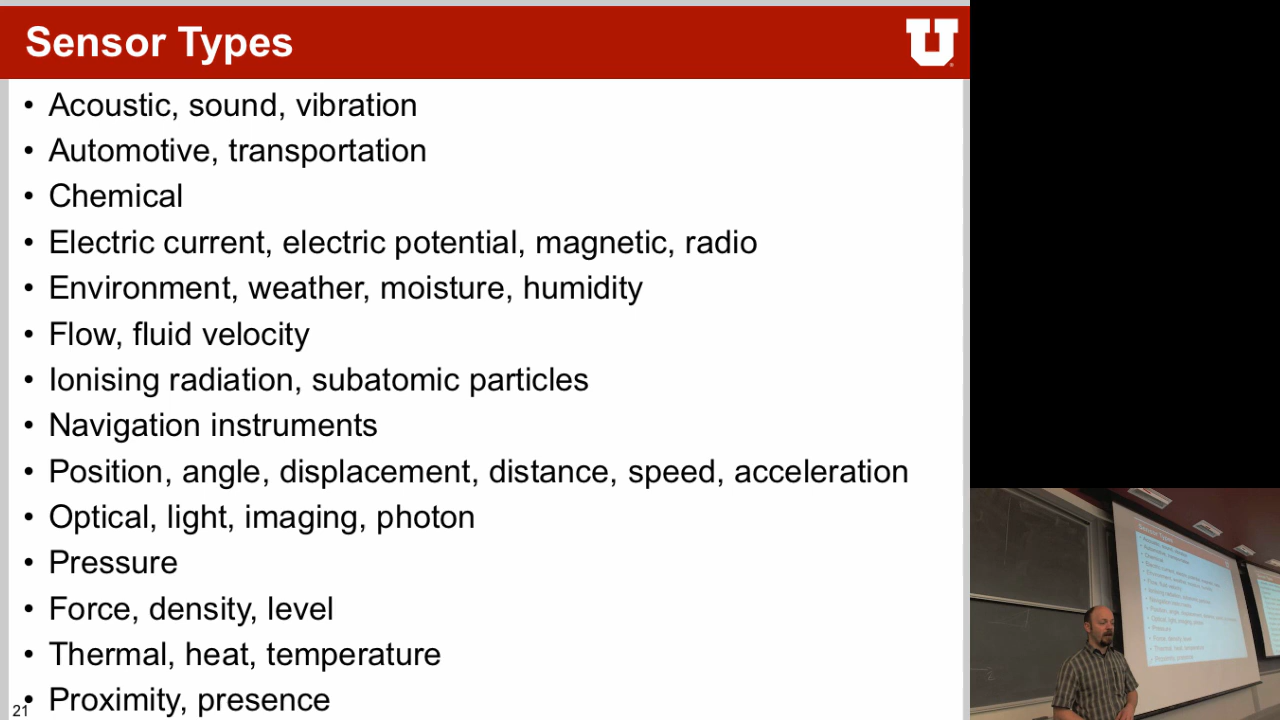 Sensor Types
U
• Acoustic, sound, vibration
• Automotive, transportation
• Chemical
• Electric current, electric potential, magnetic, radio
• Environment, weather, moisture, humidity
• Flow, fluid velocity
• Ionising radiation, subatomic particles
• Navigation instruments
• Position, angle, displacement, distance, speed, acceleration
• Optical, light, imaging, photon
• Pressure
• Force, density, level
• Thermal, heat, temperature
• Proximity, presence
21
Sensor Types